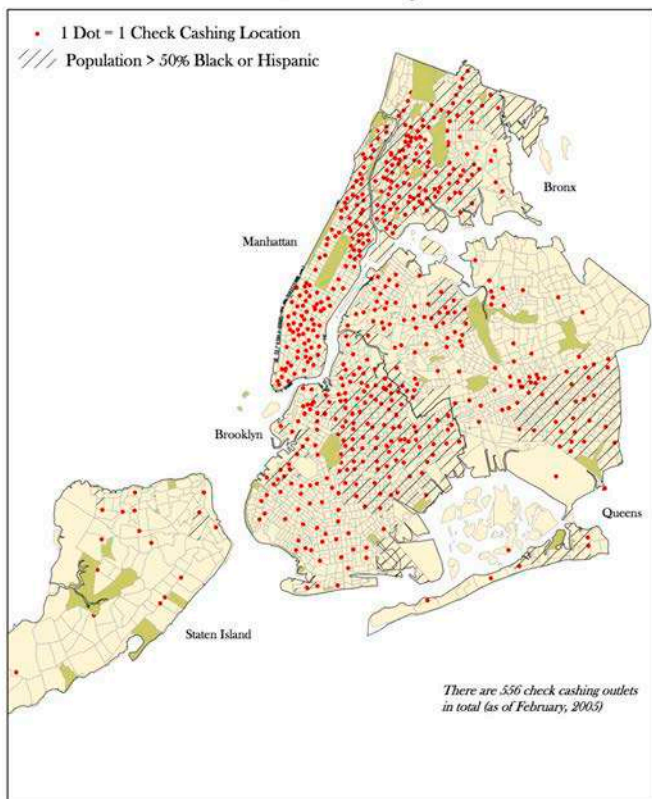 1 Dot = 1 Check Cashing Location
Population > 50% Black or Hispanic
Bronx
Manhattan
Brooklyn
Queens
Staten Island
There are 556 check cashing outlets
in total (as of February, 2005)